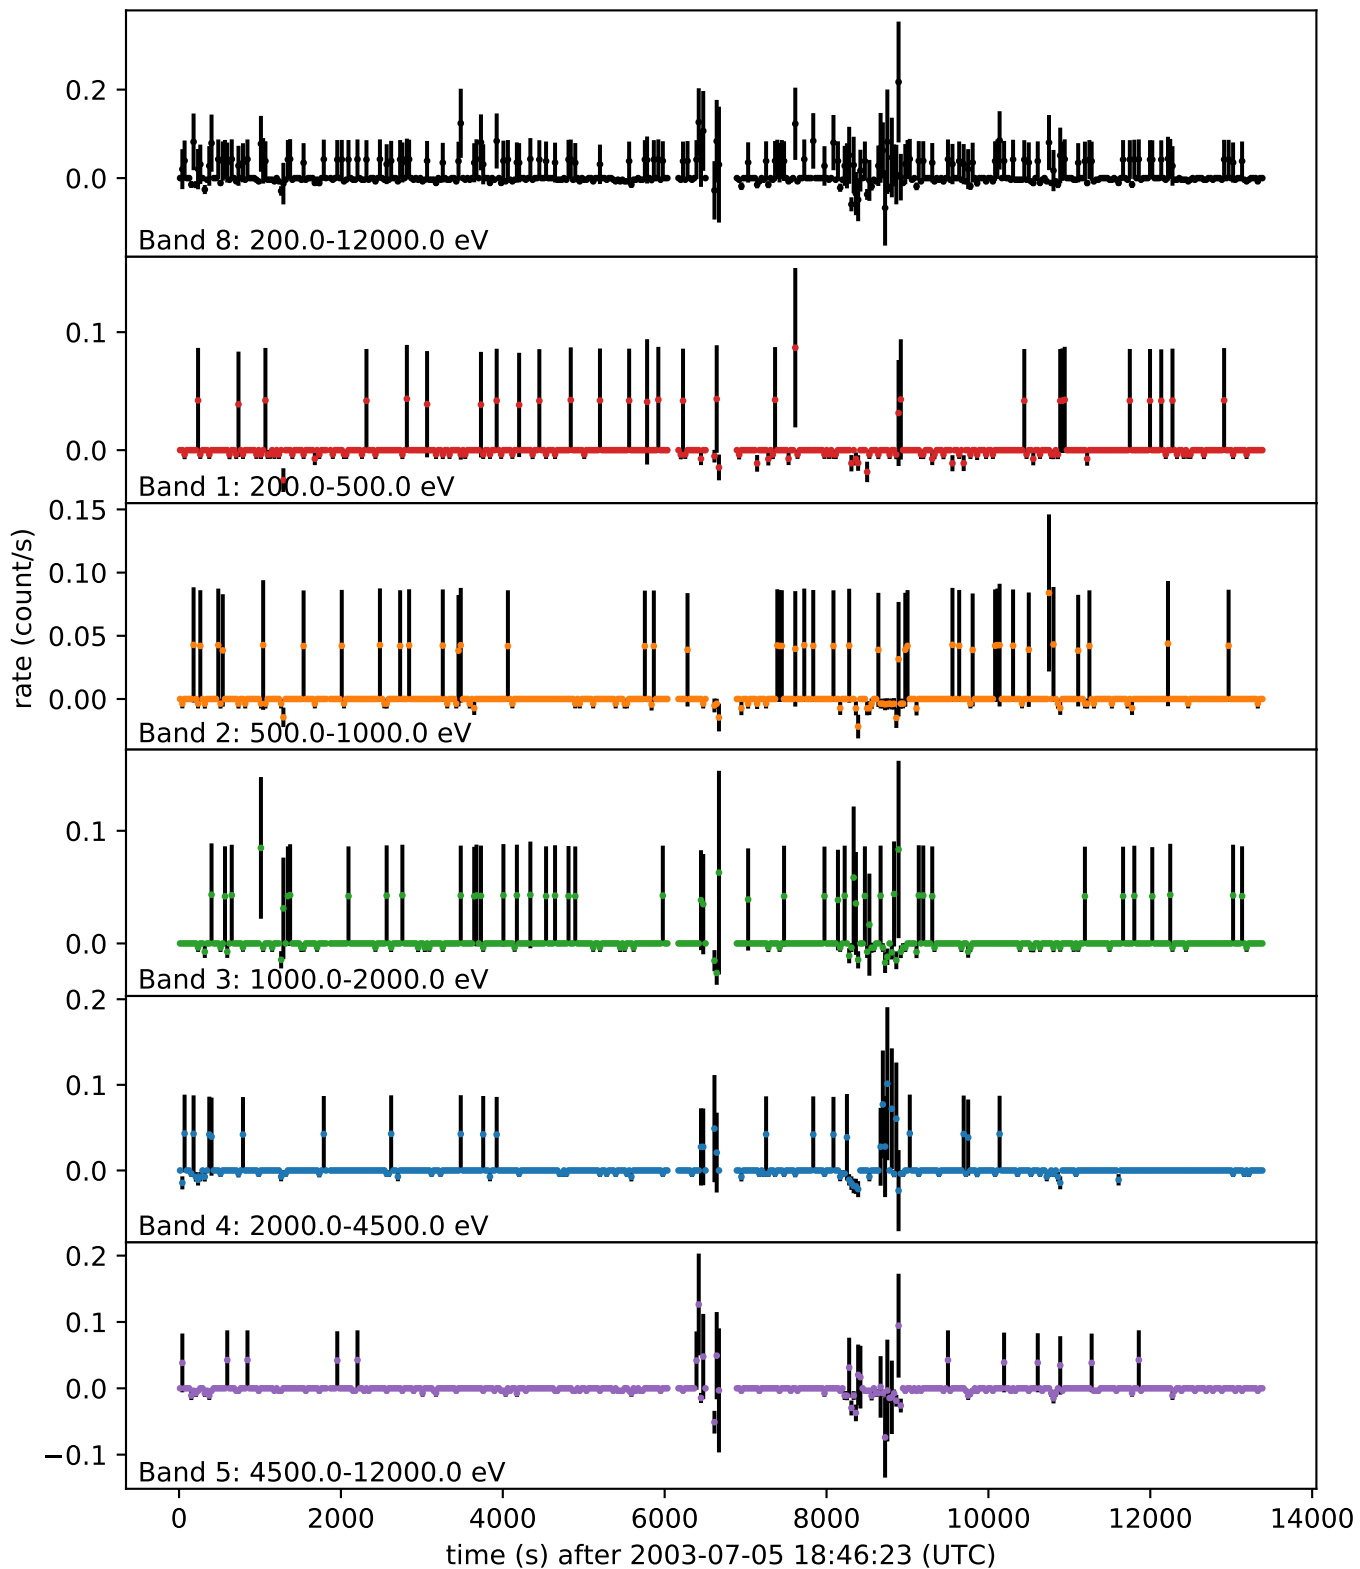 0.2
0.0
Band 8: 200.0-12000.0 eV
0.1
0.0
Band 1: 200.0-500.0 eV
0.15
0.10
0.05
0.00
Band 2: 500.0-1000.0 eV
rate (count/s)
0.1
0.0
Band 3: 1000.0-2000.0 eV
0.2
0.1
0.0
Band 4: 2000.0-4500.0 eV
0.2
0.1
0.0
−0.1
Band 5: 4500.0-12000.0 eV
0 2000 4000 6000 8000 10000 12000 14000
time (s) after 2003-07-05 18:46:23 (UTC)